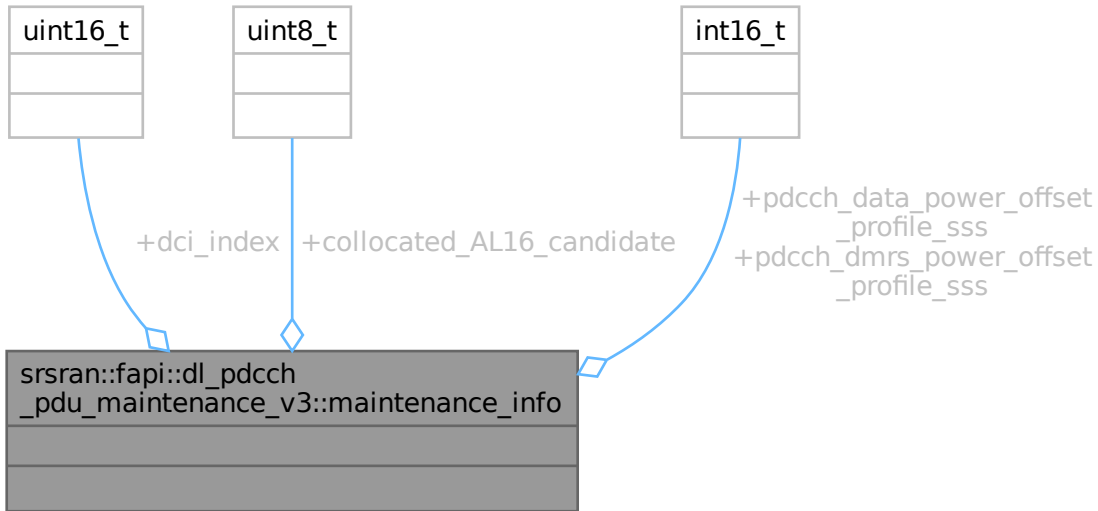 uint16_t
uint8_t
int16_t
+pdcch_data_power_offset
_profile_sss
+dci_index
+collocated_AL16_candidate
+pdcch_dmrs_power_offset
_profile_sss
srsran::fapi::dl_pdcch
_pdu_maintenance_v3::maintenance_info